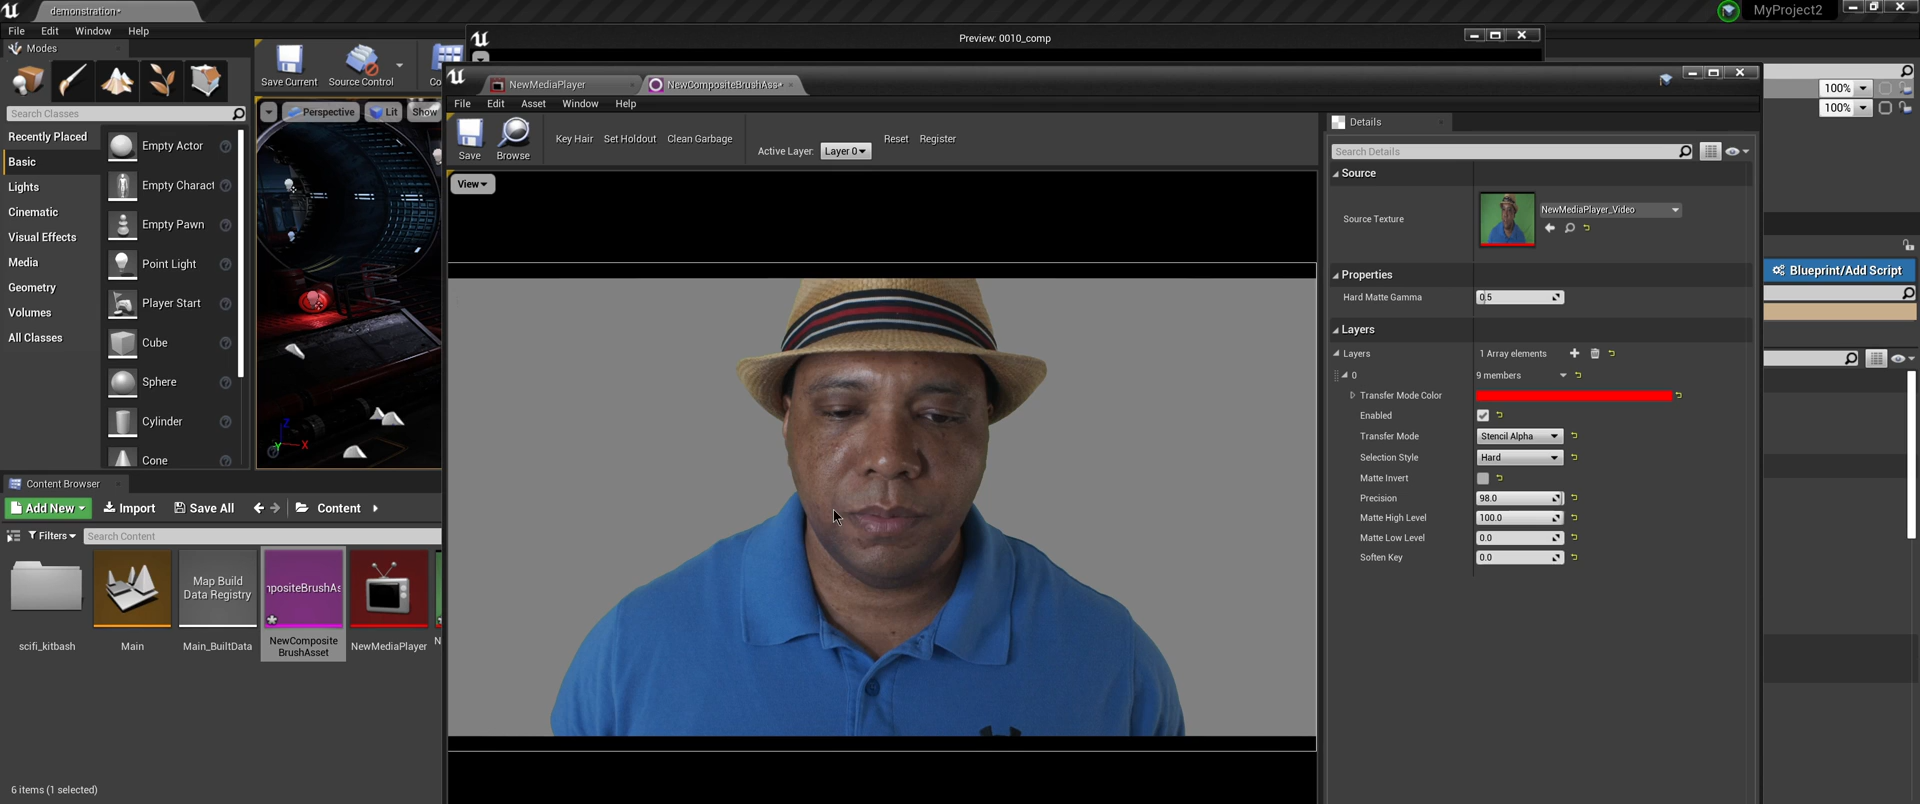 demonstration*
MyProject2
File Edit Window Help
Preview: 0010_comp
Modes
Save Current
Source Control
Search Classes
Recently Placed
Basic
Lights
Cinematic
Visual Effects
Media
Geometry
Volumes
All Classes
Empty Actor
Empty Charact
Empty Pawn
Point Light
Player Start
Cube
Sphere
Cylinder
Cone
Perspective
Lit
Show
Z
Y
X
NewMediaPlayer
NewCompositeBrushAss*
File Edit Asset Window Help
Save
Browse
Key Hair
Set Holdout
Clean Garbage
Active Layer:
Layer 0
Reset
Register
View
Details
Search Details
Source
Source Texture
NewMediaPlayer_Video
Properties
Hard Matte Gamma
0.5
Layers
Layers
1 Array elements
0
9 members
Transfer Mode Color
Enabled
Transfer Mode
Stencil Alpha
Selection Style
Hard
Matte Invert
Precision
98.0
Matte High Level
100.0
Matte Low Level
0.0
Soften Key
0.0
100%
100%
Blueprint/Add Script
Content Browser
Add New
Import
Save All
Content
Filters
Search Content
Map Build
Data Registry
positeBrushAs
scifi_kitbash
Main
Main_BuiltData
NewComposite
BrushAsset
NewMediaPlayer
N
6 items (1 selected)